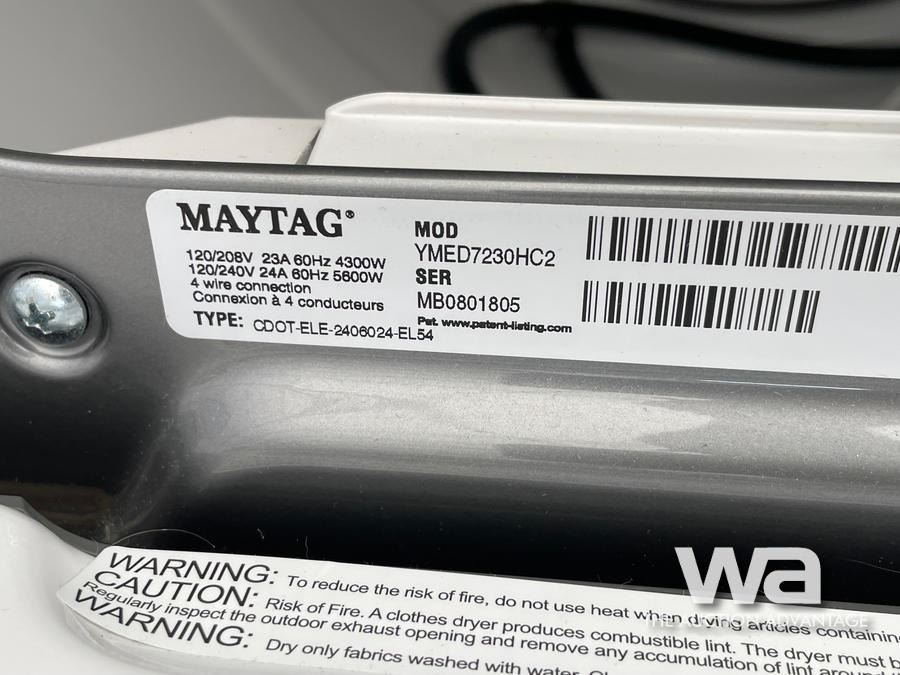 MAYTAG®
120/208V 23A 60Hz 4300W
120/240V 24A 60Hz 5600W
4 wire connection
Connexion à 4 conducteurs
TYPE: CDOT-ELE-2406024-EL54
MOD
YMED7230HC2
SER
MB0801805
Pat. www.patent-listing.com
WARNING: To reduce the risk of fire, do not use heat when drying articles containing
CAUTION: Risk of Fire. A clothes dryer produces combustible lint. The dryer must b
Regularly inspect the outdoor exhaust opening and remove any accumulation of lint around
WARNING: Dry only fabrics washed with water.
wa
THE AUCTION ADVANTAGE